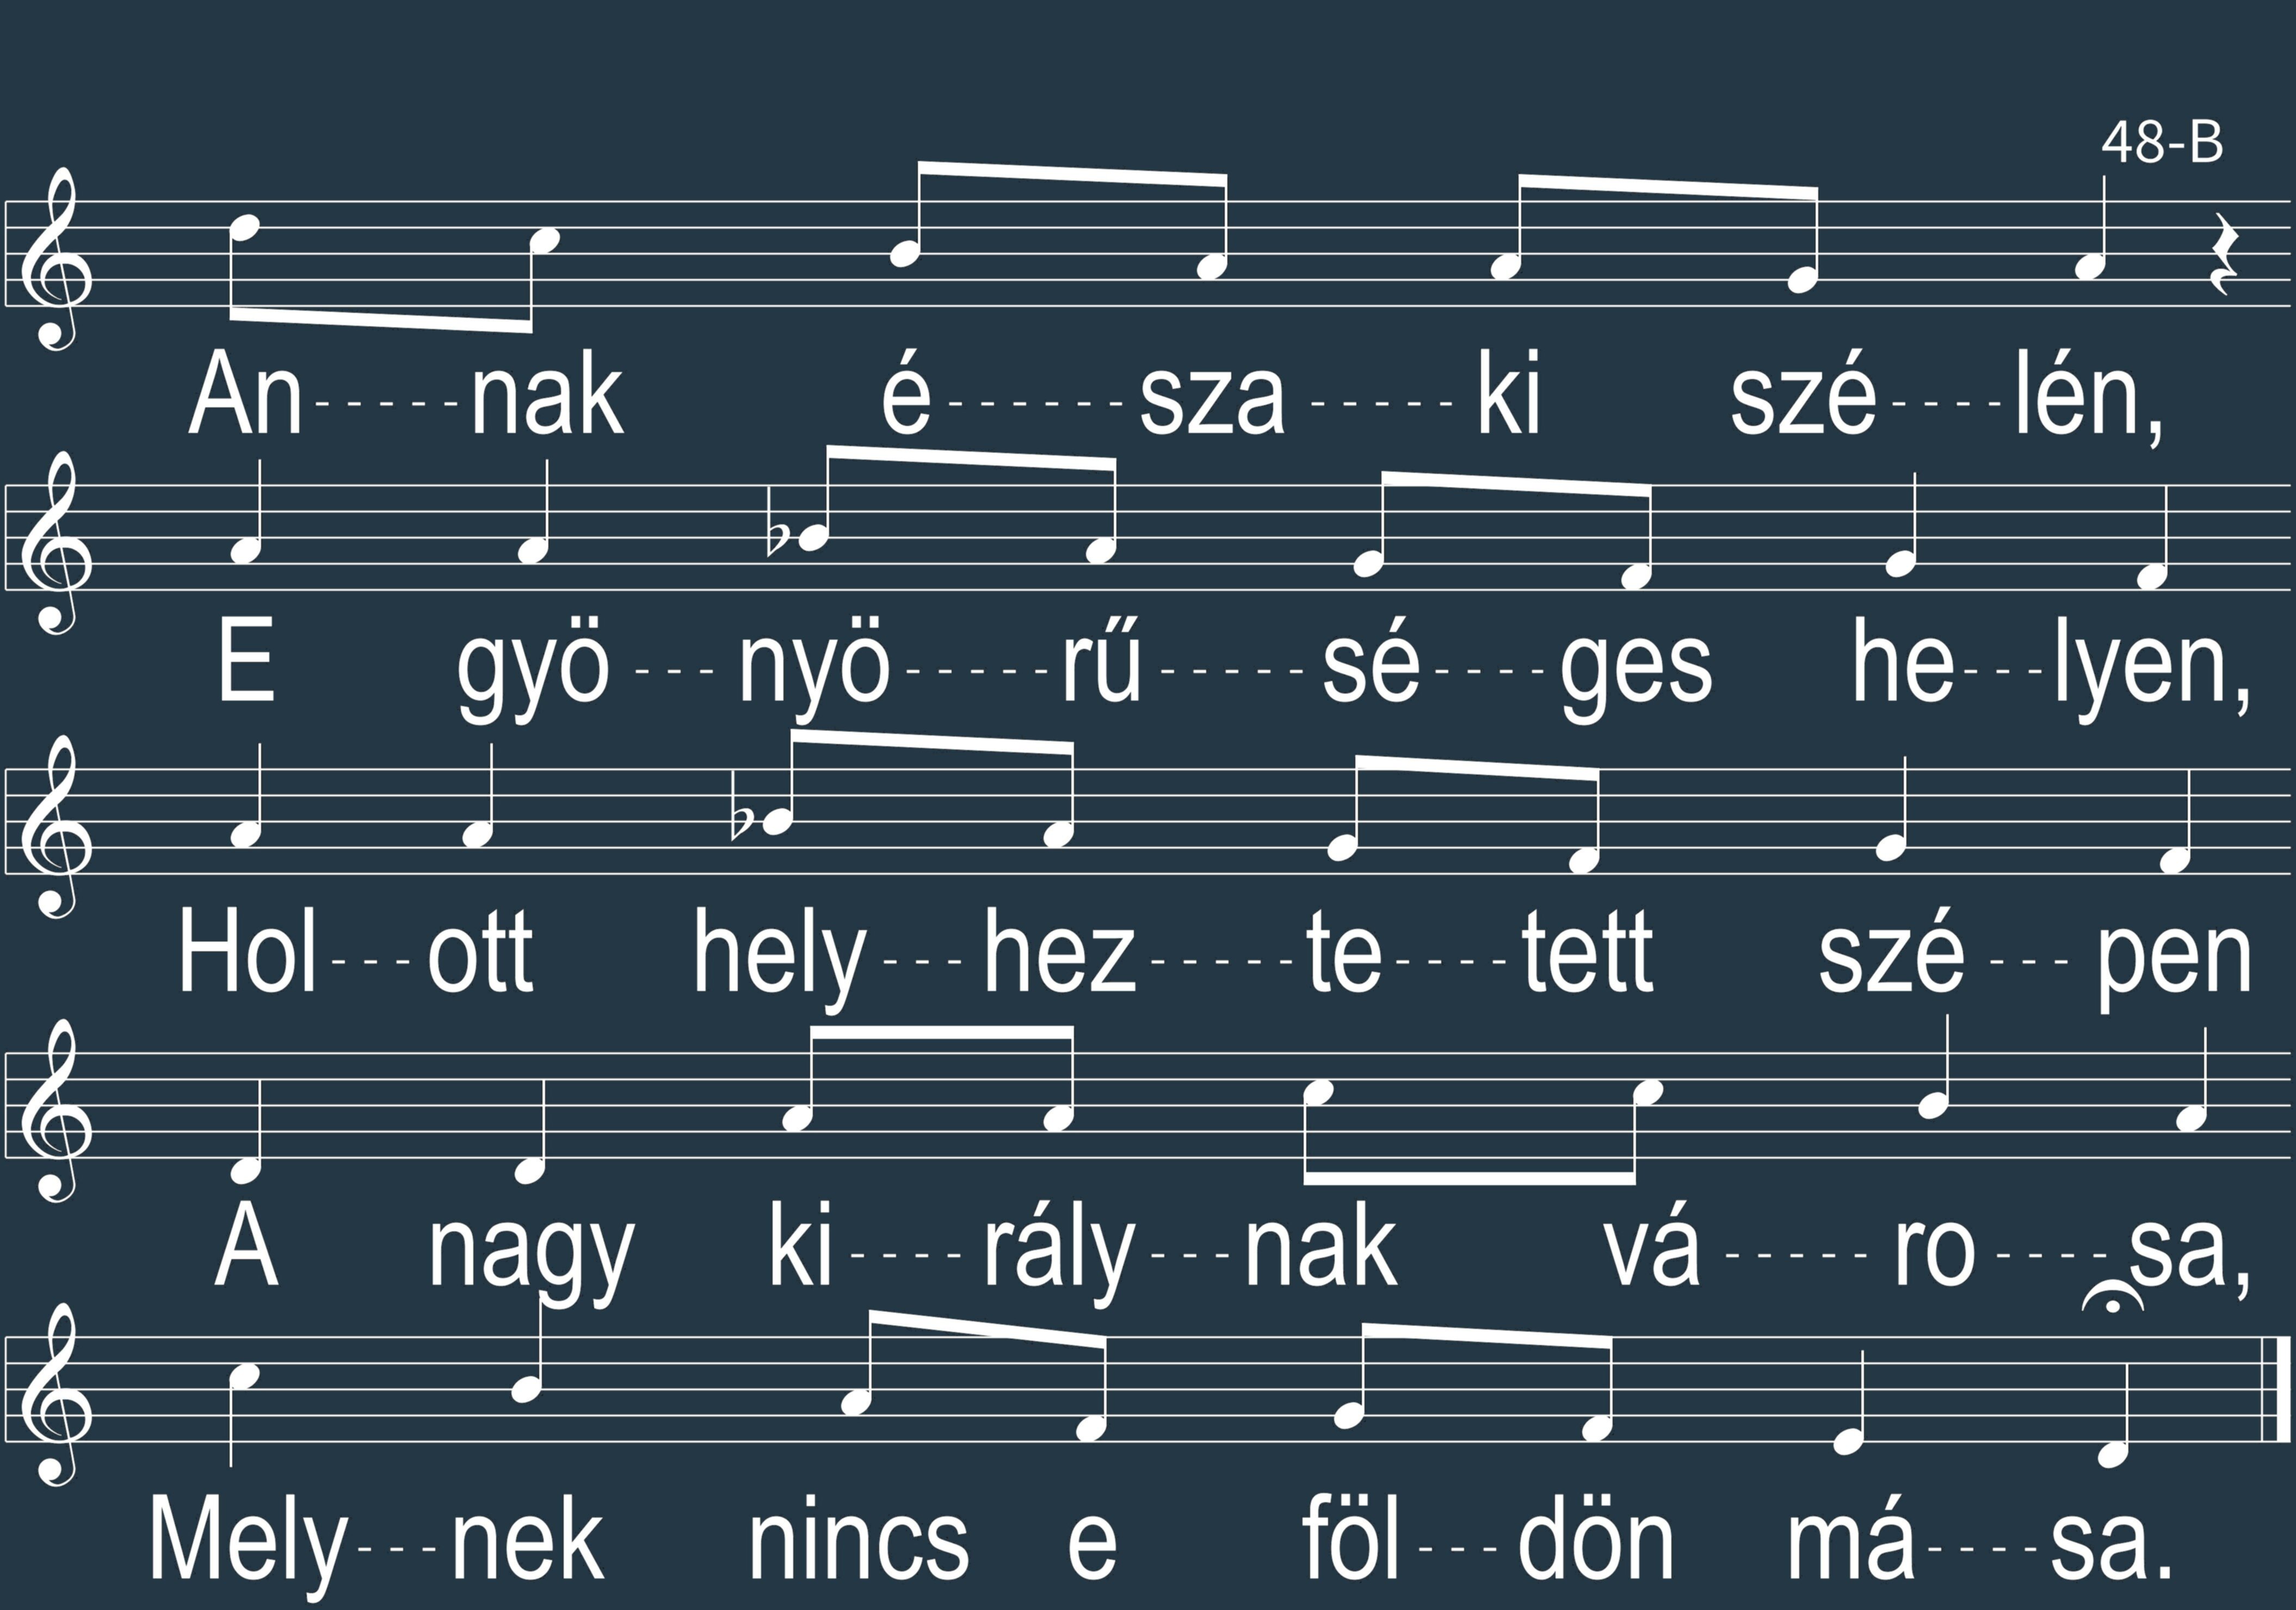 48-B
An-----nak é------sza-----ki szé----lén,
E gyö---nyö-----rű-----sé----ges he---lyen,
Hol---ott hely---hez-----te----tett szé---pen
A nagy ki----rály---nak vá-----ro----sa,
Mely---nek nincs e föl---dön má----sa.